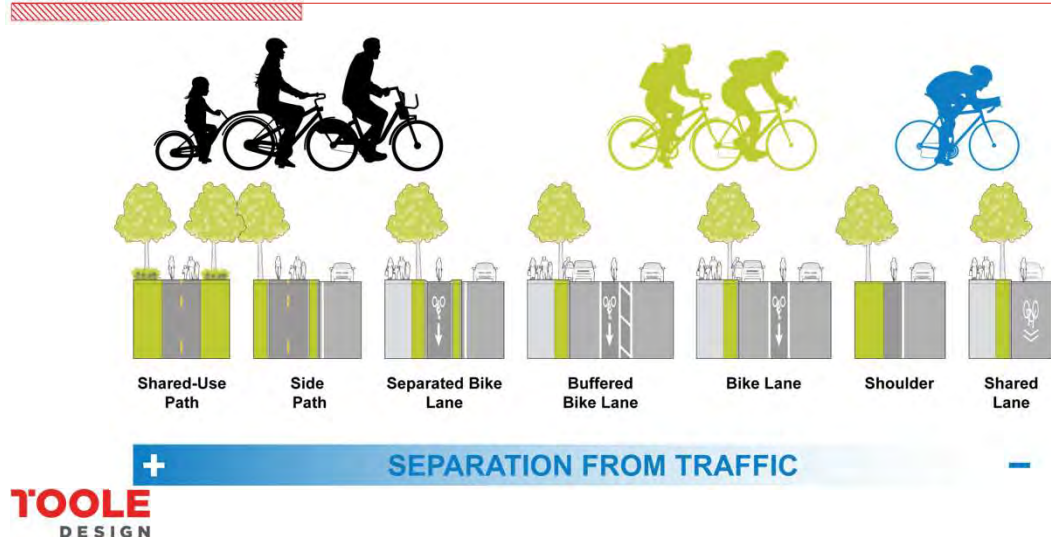 Shared-Use
Path
Side
Path
Separated Bike
Lane
Buffered
Bike Lane
Bike Lane
Shoulder
Shared
Lane
+ SEPARATION FROM TRAFFIC -
TOOLE
DESIGN